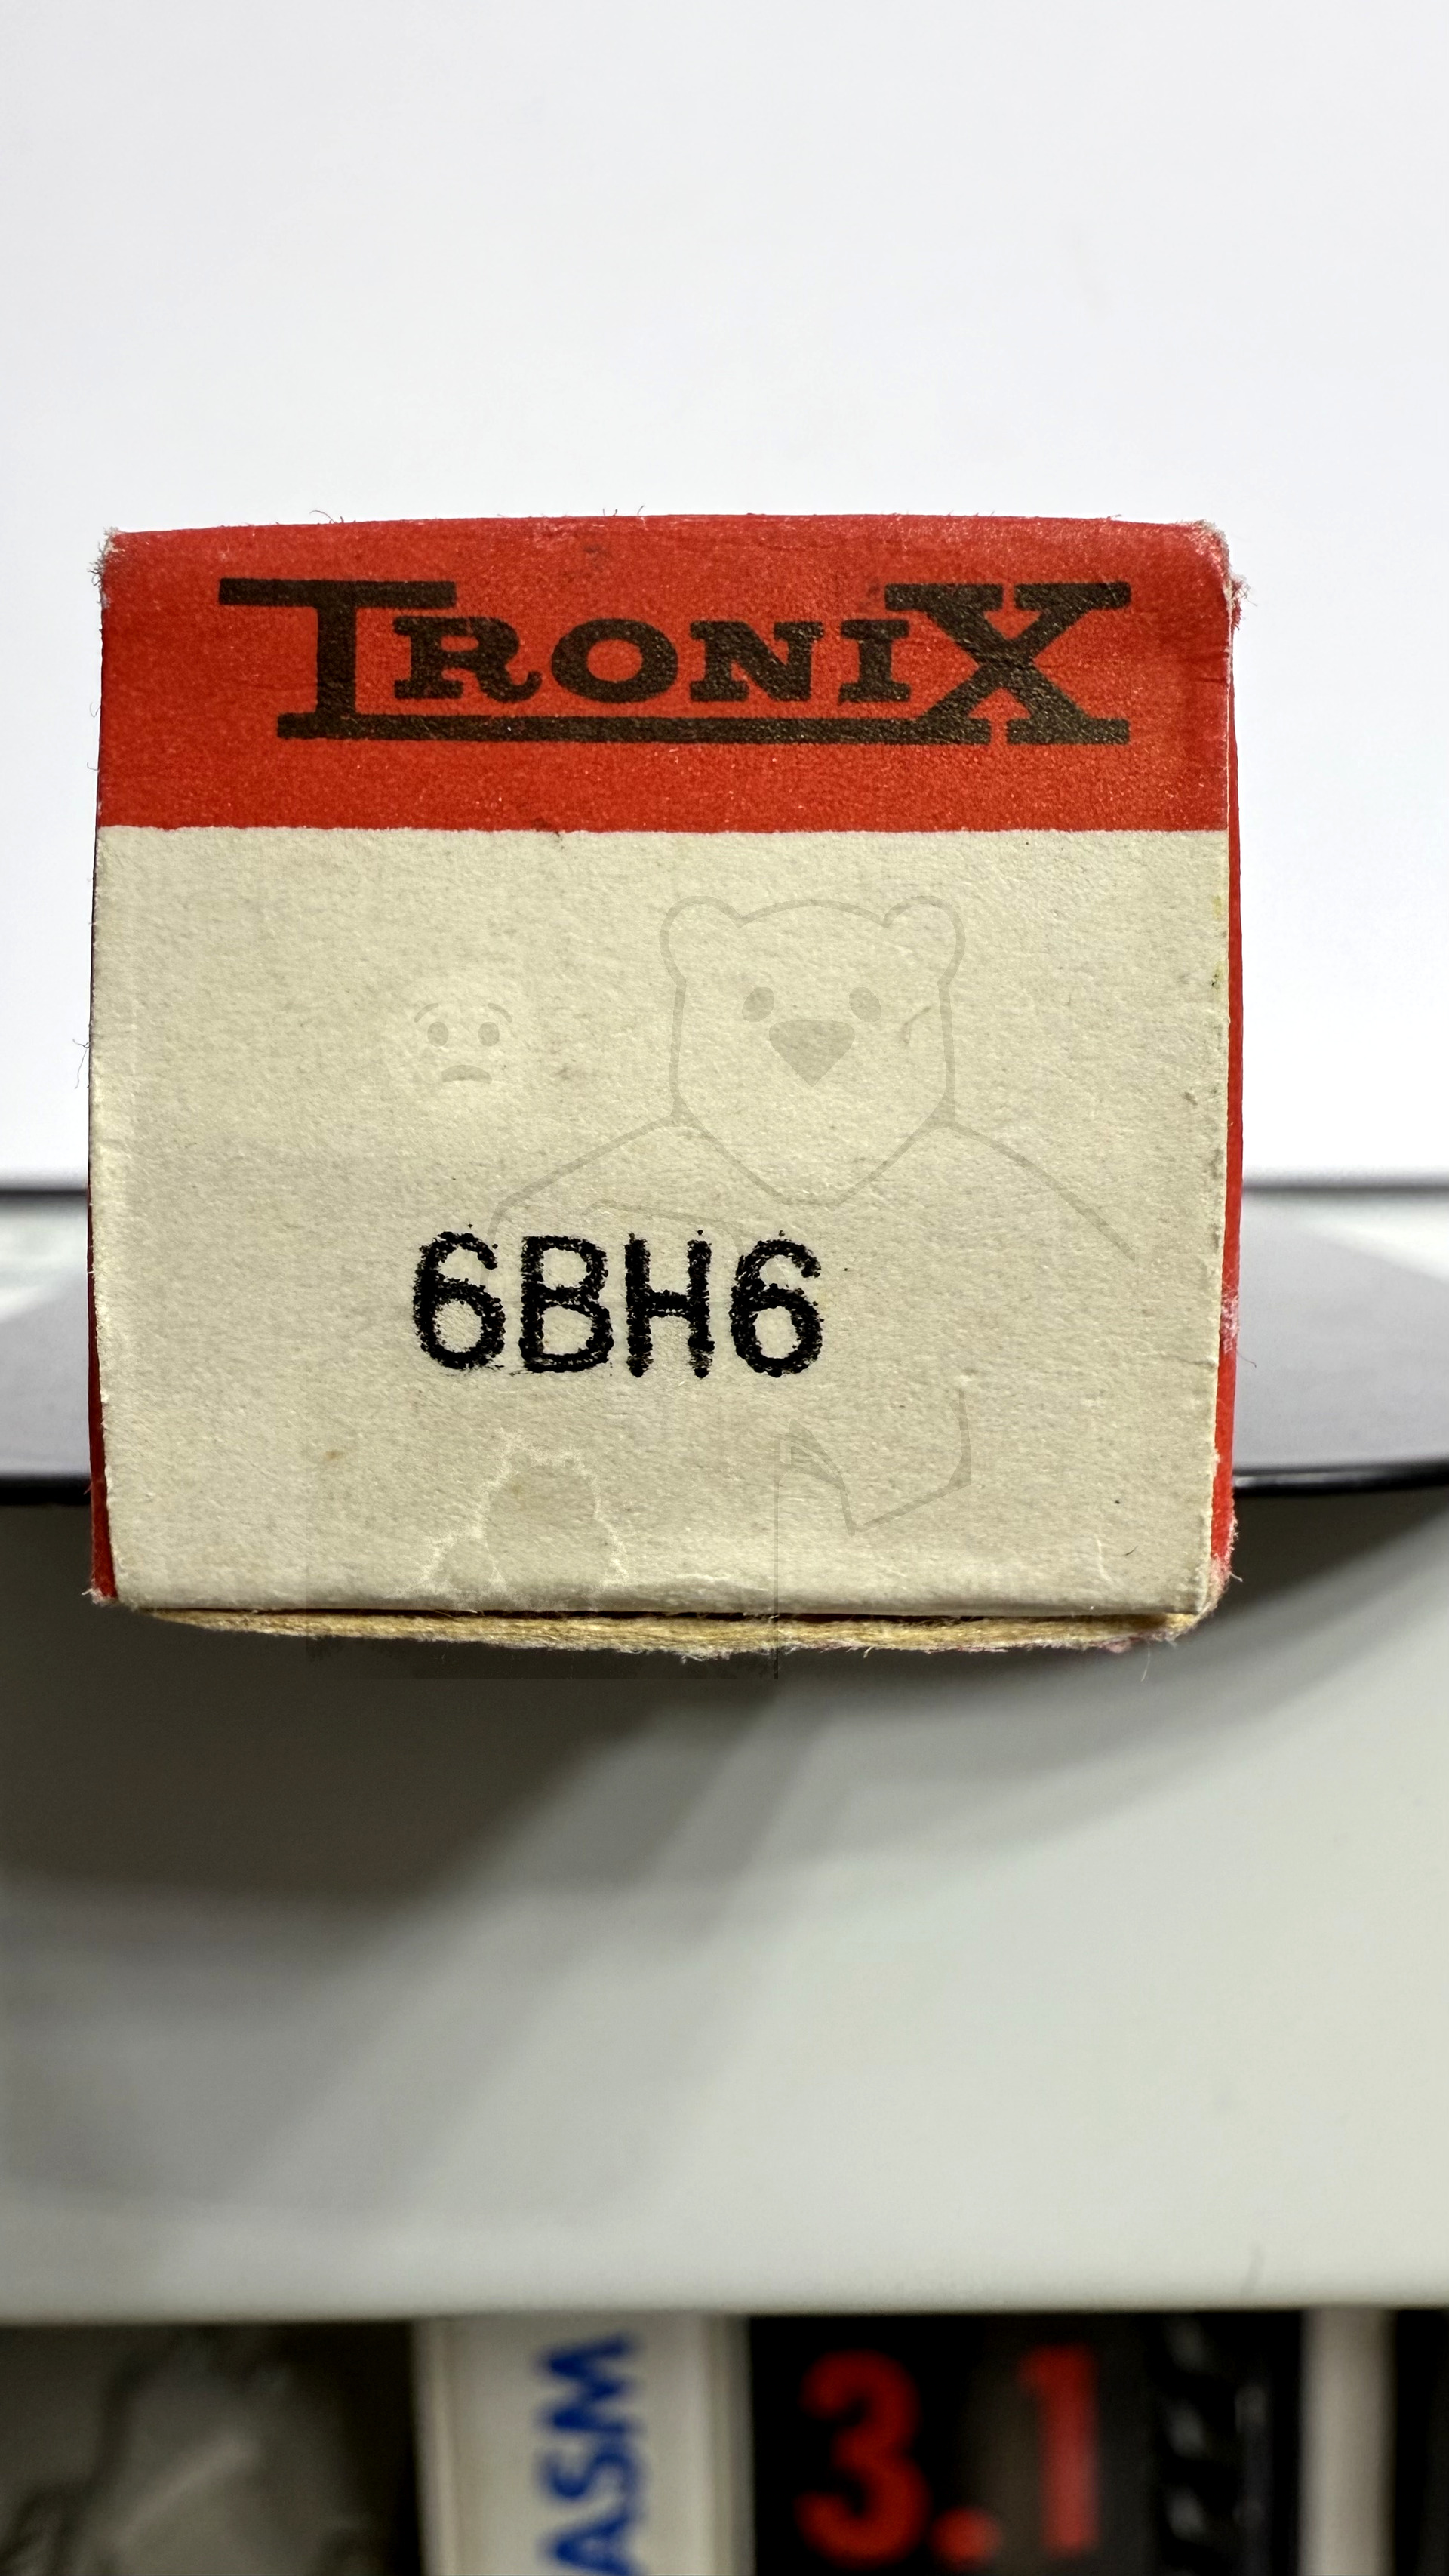 TRONIX
6BH6
ASM
3.1